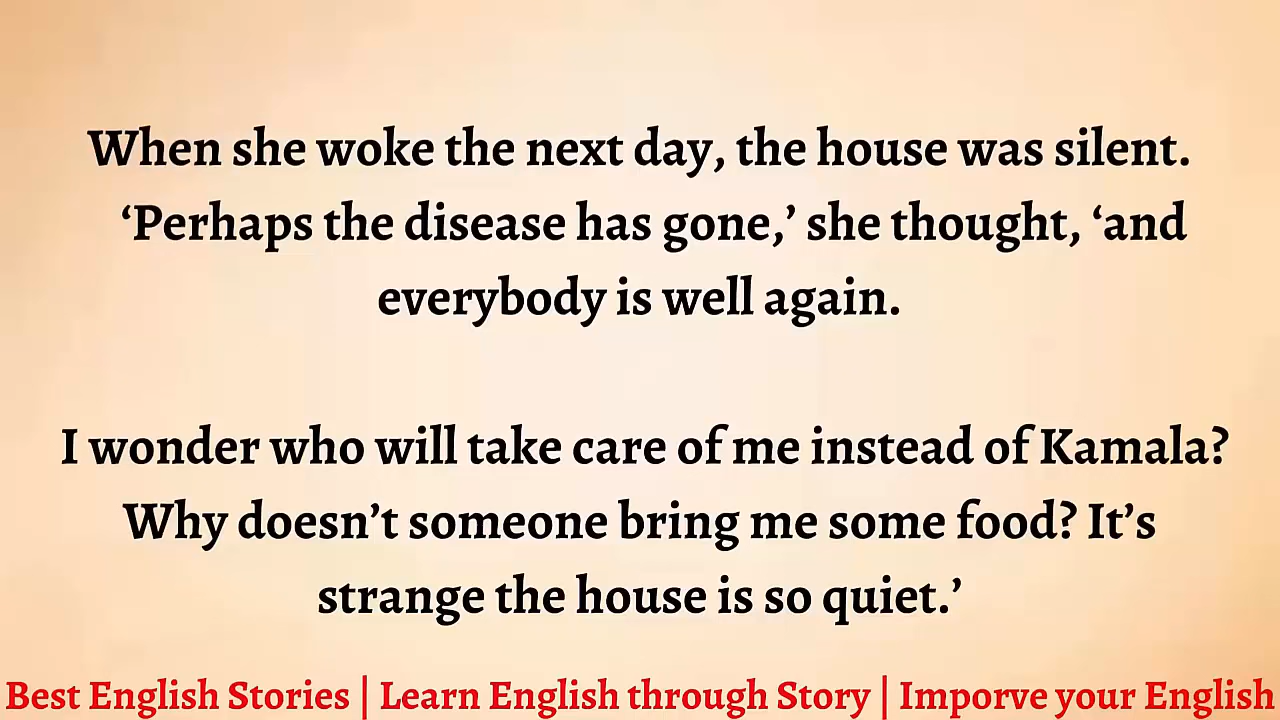 When she woke the next day, the house was silent.
‘Perhaps the disease has gone,’ she thought, ‘and
everybody is well again.
I wonder who will take care of me instead of Kamala?
Why doesn’t someone bring me some food? It’s
strange the house is so quiet.’
Best English Stories | Learn English through Story | Imporve your English